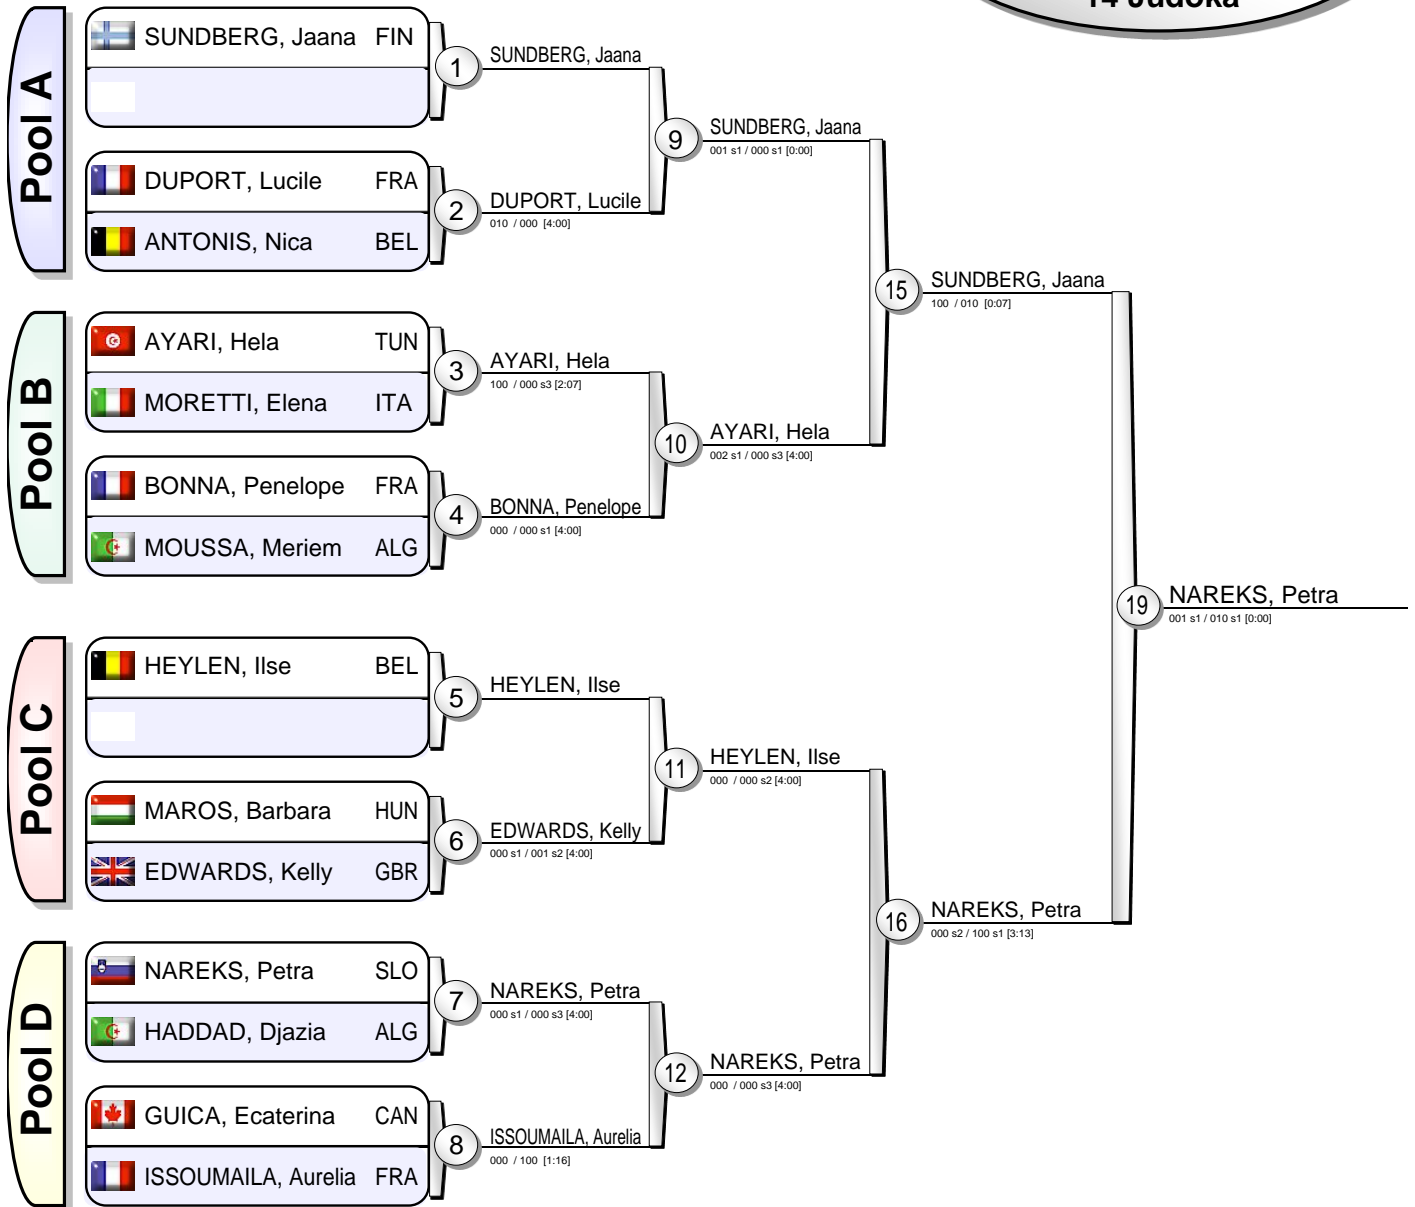 14 Judoka
Pool A
SUNDBERG, Jaana FIN
1
SUNDBERG, Jaana
DUPORT, Lucile FRA
ANTONIS, Nica BEL
2
DUPORT, Lucile
010 / 000 [4:00]
9
SUNDBERG, Jaana
001 s1 / 000 s1 [0:00]
Pool B
AYARI, Hela TUN
MORETTI, Elena ITA
3
AYARI, Hela
100 / 000 s3 [2:07]
BONNA, Penelope FRA
MOUSSA, Meriem ALG
4
BONNA, Penelope
000 / 000 s1 [4:00]
10
AYARI, Hela
002 s1 / 000 s3 [4:00]
15
SUNDBERG, Jaana
100 / 010 [0:07]
Pool C
HEYLEN, Ilse BEL
5
HEYLEN, Ilse
MAROS, Barbara HUN
EDWARDS, Kelly GBR
6
EDWARDS, Kelly
000 s1 / 001 s2 [4:00]
11
HEYLEN, Ilse
000 / 000 s2 [4:00]
Pool D
NAREKS, Petra SLO
HADDAD, Djazia ALG
7
NAREKS, Petra
000 s1 / 000 s3 [4:00]
GUICA, Ecaterina CAN
ISSOUMAILA, Aurelia FRA
8
ISSOUMAILA, Aurelia
000 / 100 [1:16]
12
NAREKS, Petra
000 / 000 s3 [4:00]
16
NAREKS, Petra
000 s2 / 100 s1 [3:13]
19
NAREKS, Petra
001 s1 / 010 s1 [0:00]